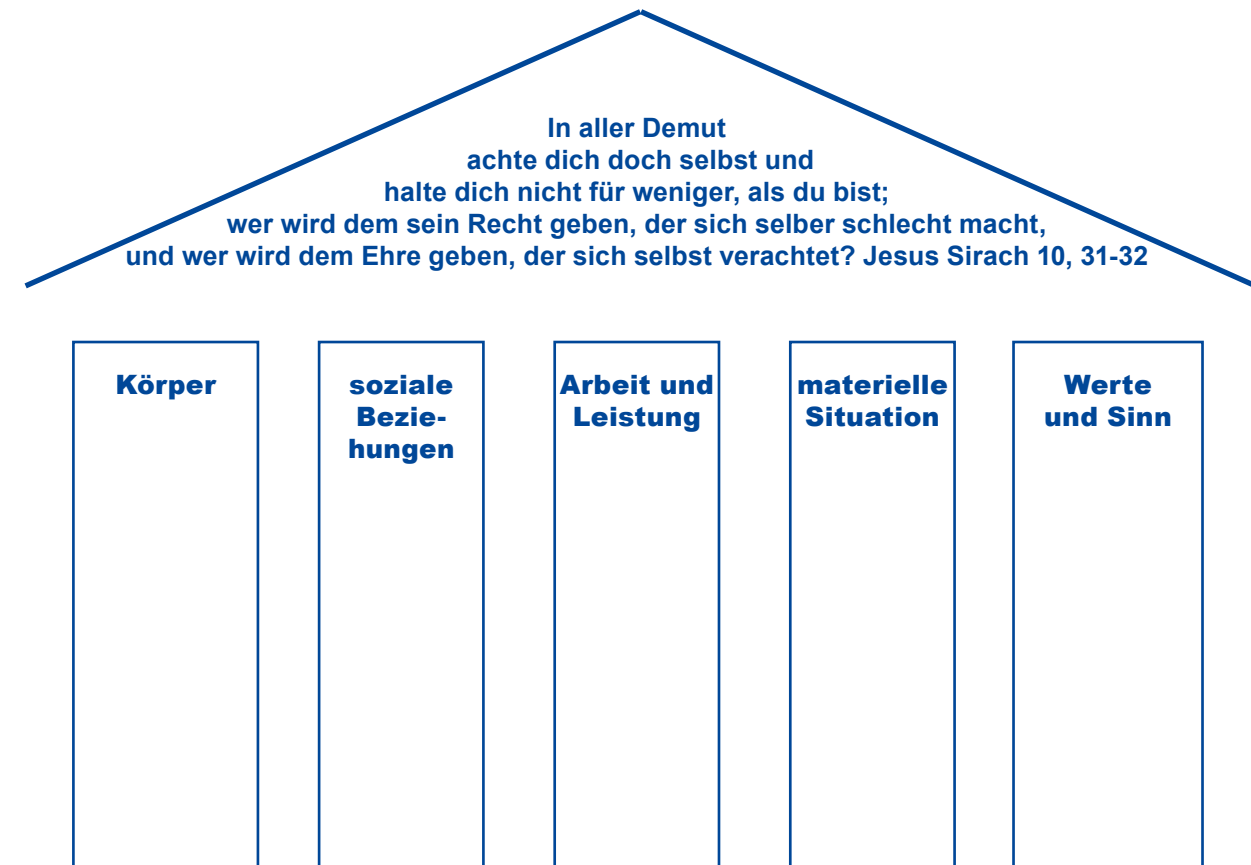 In aller Demut
achte dich doch selbst und
halte dich nicht für weniger, als du bist;
wer wird dem sein Recht geben, der sich selber schlecht macht,
und wer wird dem Ehre geben, der sich selbst verachtet? Jesus Sirach 10, 31-32
Körper
soziale
Bezie-
hungen
Arbeit und
Leistung
materielle
Situation
Werte
und Sinn